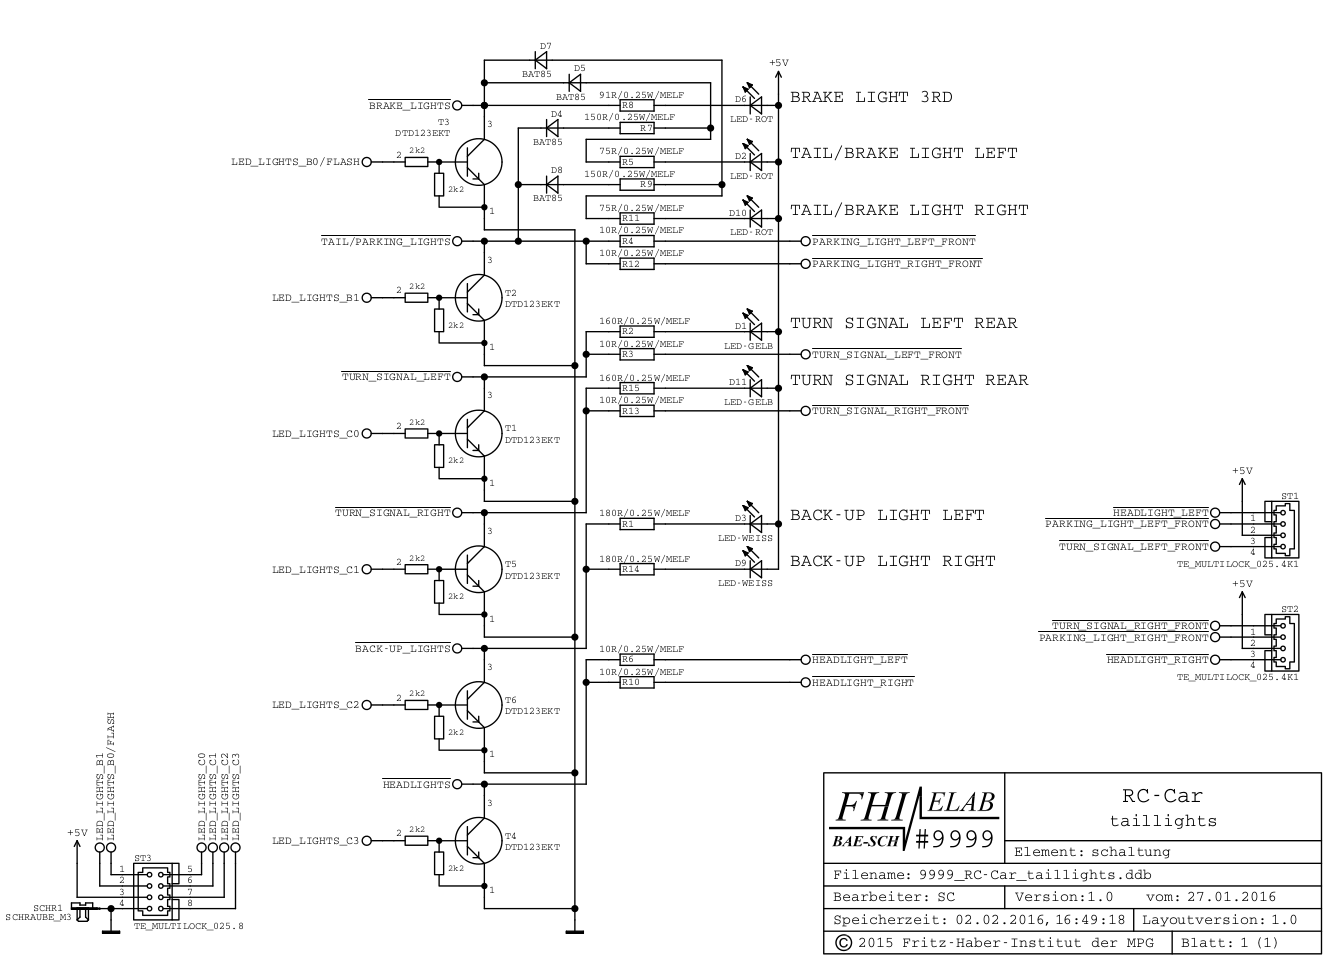 D7
BAT85
D5
BAT85
+5V
91R/0.25W/MELF
R8
D6
LED-ROT
BRAKE LIGHT 3RD
BRAKE_LIGHTS
T3
DTD123EKT
3
D4
BAT85
150R/0.25W/MELF
R7
LED_LIGHTS_B0/FLASH
2
2k2
2k2
1
75R/0.25W/MELF
R5
D2
LED-ROT
TAIL/BRAKE LIGHT LEFT
D8
BAT85
150R/0.25W/MELF
R9
75R/0.25W/MELF
R11
D10
LED-ROT
TAIL/BRAKE LIGHT RIGHT
TAIL/PARKING_LIGHTS
10R/0.25W/MELF
R4
PARKING_LIGHT_LEFT_FRONT
10R/0.25W/MELF
R12
PARKING_LIGHT_RIGHT_FRONT
3
LED_LIGHTS_B1
2
2k2
2k2
T2
DTD123EKT
1
160R/0.25W/MELF
R2
D1
LED-GELB
TURN SIGNAL LEFT REAR
10R/0.25W/MELF
R3
TURN_SIGNAL_LEFT_FRONT
TURN_SIGNAL_LEFT
160R/0.25W/MELF
R15
D11
LED-GELB
TURN SIGNAL RIGHT REAR
10R/0.25W/MELF
R13
TURN_SIGNAL_RIGHT_FRONT
3
LED_LIGHTS_C0
2
2k2
2k2
T1
DTD123EKT
1
TURN_SIGNAL_RIGHT
180R/0.25W/MELF
R1
D3
LED-WEISS
BACK-UP LIGHT LEFT
3
LED_LIGHTS_C1
2
2k2
2k2
T5
DTD123EKT
1
180R/0.25W/MELF
R14
D9
LED-WEISS
BACK-UP LIGHT RIGHT
+5V
ST1
HEADLIGHT_LEFT
PARKING_LIGHT_LEFT_FRONT
TURN_SIGNAL_LEFT_FRONT
1
2
3
4
TE_MULTILOCK_025.4K1
+5V
ST2
TURN_SIGNAL_RIGHT_FRONT
PARKING_LIGHT_RIGHT_FRONT
HEADLIGHT_RIGHT
1
2
3
4
TE_MULTILOCK_025.4K1
BACK-UP_LIGHTS
10R/0.25W/MELF
R6
HEADLIGHT_LEFT
10R/0.25W/MELF
R10
HEADLIGHT_RIGHT
3
LED_LIGHTS_C2
2
2k2
2k2
T6
DTD123EKT
1
HEADLIGHTS
3
LED_LIGHTS_C3
2
2k2
2k2
T4
DTD123EKT
1
LED_LIGHTS_B1
LED_LIGHTS_B0/FLASH
LED_LIGHTS_C0
LED_LIGHTS_C1
LED_LIGHTS_C2
LED_LIGHTS_C3
+5V
ST3
1
2
3
4
5
6
7
8
SCHR1
SCHRAUBE_M3
TE_MULTILOCK_025.8
FHI ELAB
BAE-SCH #9999
RC-Car
taillights
Element: schaltung
Filename: 9999_RC-Car_taillights.ddb
Bearbeiter: SC
Version:1.0 vom: 27.01.2016
Speicherzeit: 02.02.2016, 16:49:18
Layoutversion: 1.0
© 2015 Fritz-Haber-Institut der MPG
Blatt: 1 (1)